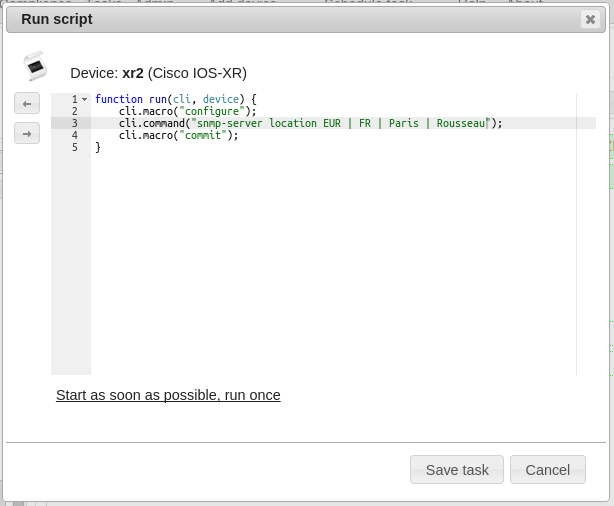 Run script
Device: xr2 (Cisco IOS-XR)
1 function run(cli, device) {
2 cli.macro("configure");
3 cli.command("snmp-server location EUR | FR | Paris | Rousseau");
4 cli.macro("commit");
5 }
Start as soon as possible, run once
Save task Cancel